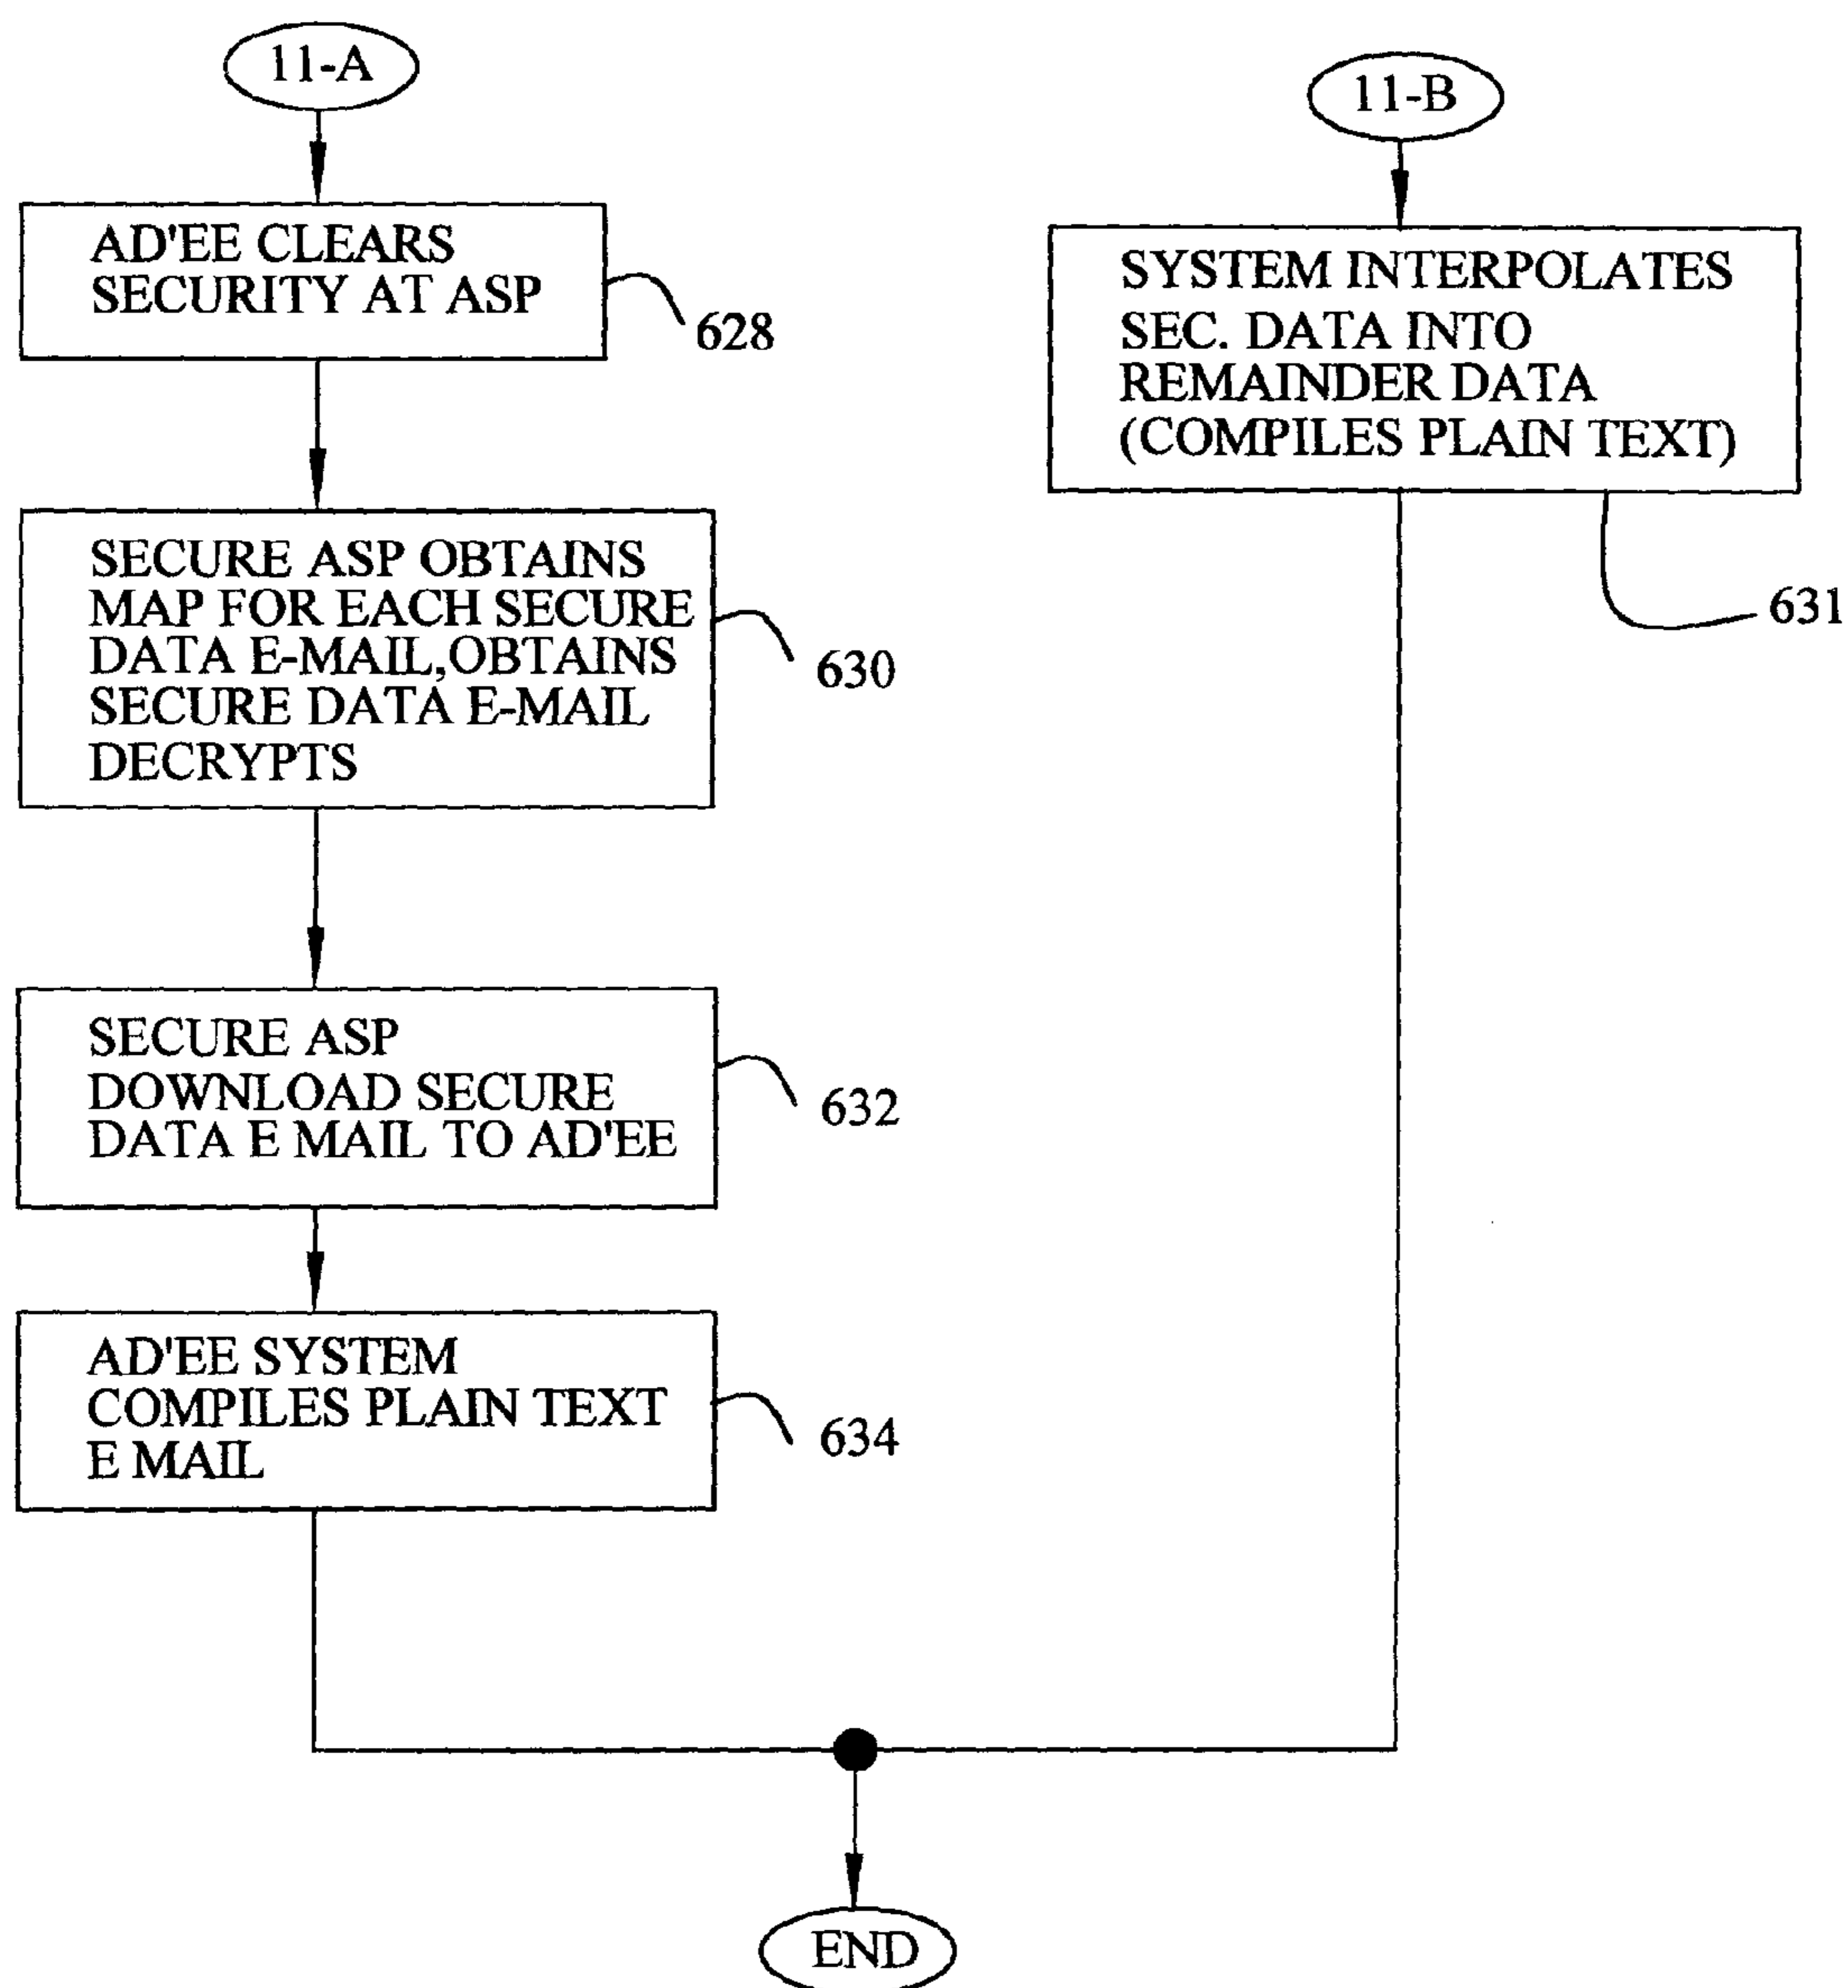 11-A
AD'EE CLEARS
SECURITY AT ASP
628
SECURE ASP OBTAINS
MAP FOR EACH SECURE
DATA E-MAIL,OBTAINS
SECURE DATA E-MAIL
DECRYPTS
630
SECURE ASP
DOWNLOAD SECURE
DATA E MAIL TO AD'EE
632
AD'EE SYSTEM
COMPILES PLAIN TEXT
E MAIL
634
11-B
SYSTEM INTERPOLATES
SEC. DATA INTO
REMAINDER DATA
(COMPILES PLAIN TEXT)
631
END